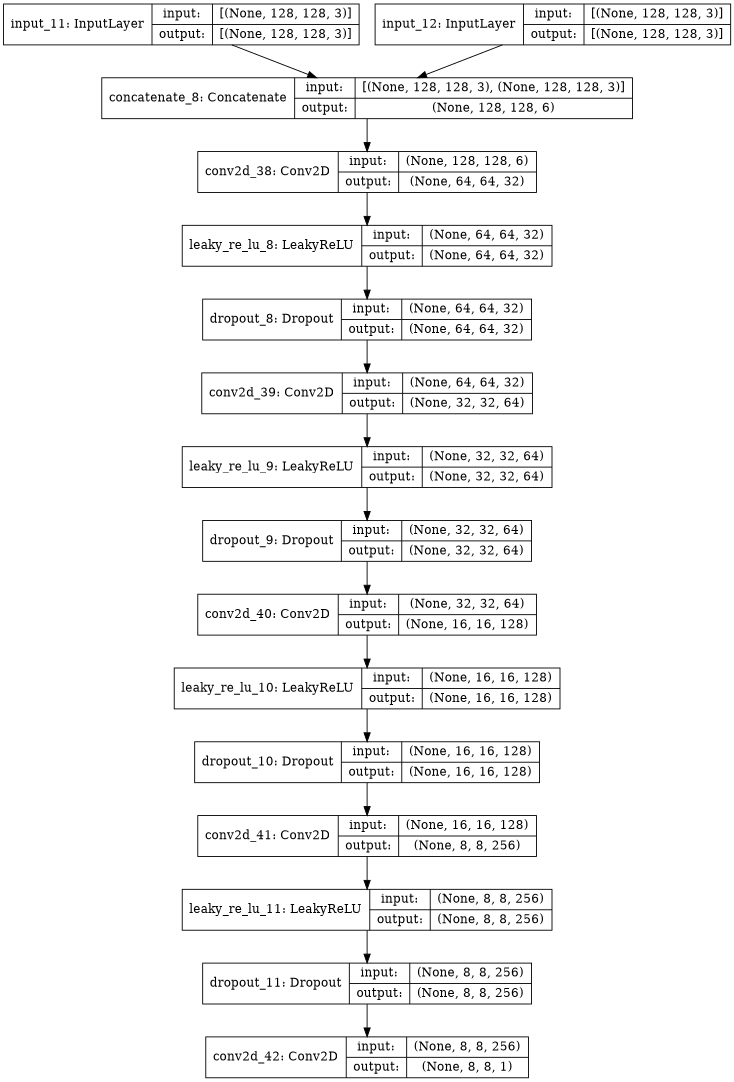 input_11: InputLayer
input: [(None, 128, 128, 3)]
output: [(None, 128, 128, 3)]
input_12: InputLayer
input: [(None, 128, 128, 3)]
output: [(None, 128, 128, 3)]
concatenate_8: Concatenate
input: [(None, 128, 128, 3), (None, 128, 128, 3)]
output: (None, 128, 128, 6)
conv2d_38: Conv2D
input: (None, 128, 128, 6)
output: (None, 64, 64, 32)
leaky_re_lu_8: LeakyReLU
input: (None, 64, 64, 32)
output: (None, 64, 64, 32)
dropout_8: Dropout
input: (None, 64, 64, 32)
output: (None, 64, 64, 32)
conv2d_39: Conv2D
input: (None, 64, 64, 32)
output: (None, 32, 32, 64)
leaky_re_lu_9: LeakyReLU
input: (None, 32, 32, 64)
output: (None, 32, 32, 64)
dropout_9: Dropout
input: (None, 32, 32, 64)
output: (None, 32, 32, 64)
conv2d_40: Conv2D
input: (None, 32, 32, 64)
output: (None, 16, 16, 128)
leaky_re_lu_10: LeakyReLU
input: (None, 16, 16, 128)
output: (None, 16, 16, 128)
dropout_10: Dropout
input: (None, 16, 16, 128)
output: (None, 16, 16, 128)
conv2d_41: Conv2D
input: (None, 16, 16, 128)
output: (None, 8, 8, 256)
leaky_re_lu_11: LeakyReLU
input: (None, 8, 8, 256)
output: (None, 8, 8, 256)
dropout_11: Dropout
input: (None, 8, 8, 256)
output: (None, 8, 8, 256)
conv2d_42: Conv2D
input: (None, 8, 8, 256)
output: (None, 8, 8, 1)